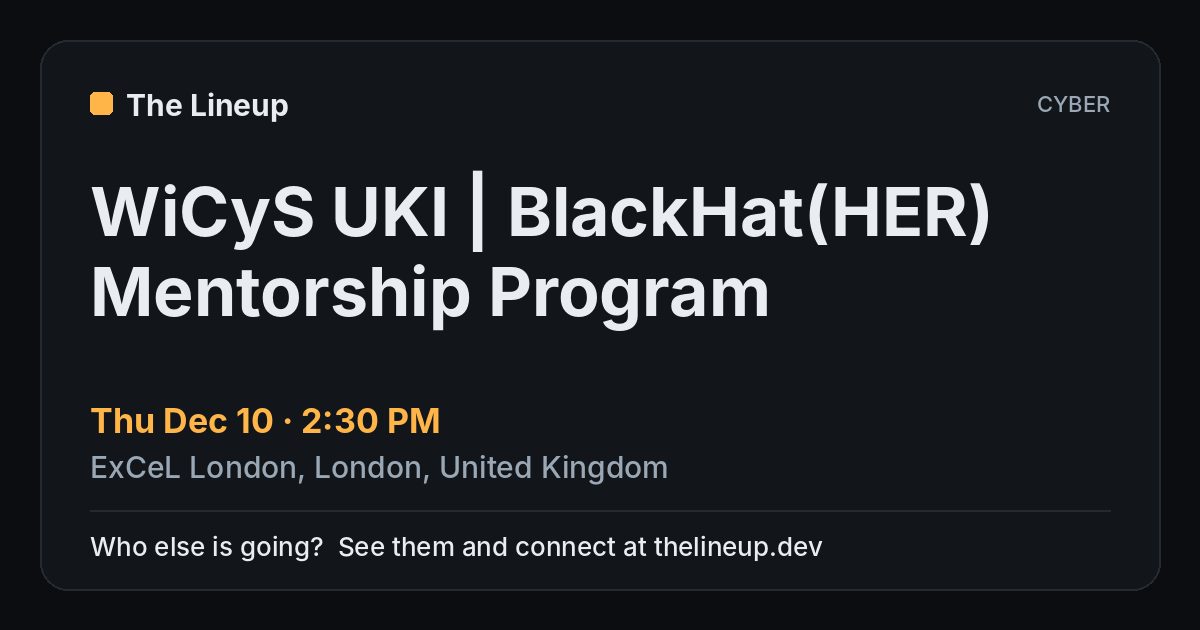 The Lineup
CYBER
WiCyS UKI | BlackHat(HER)
Mentorship Program
Thu Dec 10 · 2:30 PM
ExCeL London, London, United Kingdom
Who else is going? See them and connect at thelineup.dev